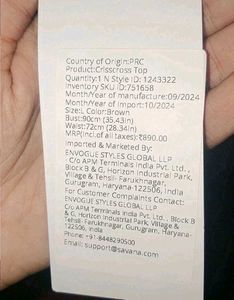 Country of Origin:PRC
Product:Crisscross Top
Quantity:1 N Style ID: 1243322
Inventory SKU ID:751658
Month/Year of manufacture:09/2024
Month/Year of Import:10/2024
Size:L Color:Brown
Bust:90cm (35.43in)
Waist:72cm (28.34in)
MRP(Incl.of all taxes):₹890.00
Imported & Marketed By:
ENVOGUE STYLES GLOBAL LLP
C/o APM Terminals India Pvt. Ltd.,
Block B & G, Horizon Industrial Park,
Village & Tehsil- Farukhnagar,
Gurugram, Haryana-122506, India
For Customer Complaints Contact:
ENVOGUE STYLES GLOBAL LLP
C/o APM Terminals India Pvt. Ltd., Block B
& G, Horizon Industrial Park, Village &
Tehsil- Farukhnagar, Gurugram, Haryana-
122506, India
Phone: +91-8448290500
Email: support@savana.com